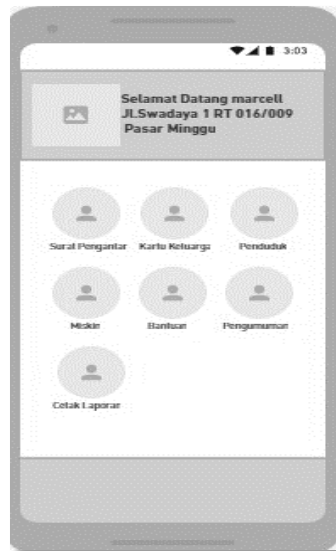 3:03
Selamat Datang marcell
Jl.Swadaya 1 RT 016/009
Pasar Minggu
Surat Pengantar Kartu Keluarga Penduduk
Miskin Bantuan Pengumuman
Cetak Laporan